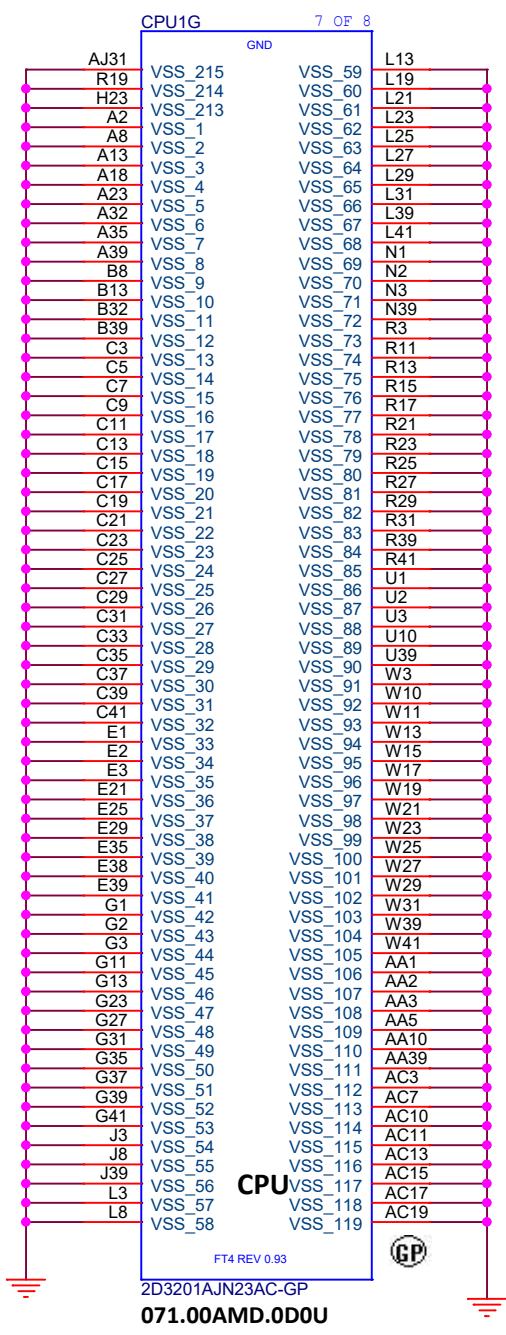 CPU1G 7 OF 8
GND
AJ31 VSS_215 VSS_59 L13
R19 VSS_214 VSS_60 L19
H23 VSS_213 VSS_61 L21
A2 VSS_1 VSS_62 L23
A8 VSS_2 VSS_63 L25
A13 VSS_3 VSS_64 L27
A18 VSS_4 VSS_65 L29
A23 VSS_5 VSS_66 L31
A32 VSS_6 VSS_67 L39
A35 VSS_7 VSS_68 L41
A39 VSS_8 VSS_69 N1
B8 VSS_9 VSS_70 N2
B13 VSS_10 VSS_71 N3
B32 VSS_11 VSS_72 N39
B39 VSS_12 VSS_73 R3
C3 VSS_13 VSS_74 R11
C5 VSS_14 VSS_75 R13
C7 VSS_15 VSS_76 R15
C9 VSS_16 VSS_77 R17
C11 VSS_17 VSS_78 R21
C13 VSS_18 VSS_79 R23
C15 VSS_19 VSS_80 R25
C17 VSS_20 VSS_81 R27
C19 VSS_21 VSS_82 R29
C21 VSS_22 VSS_83 R31
C23 VSS_23 VSS_84 R39
C25 VSS_24 VSS_85 R41
C27 VSS_25 VSS_86 U1
C29 VSS_26 VSS_87 U2
C31 VSS_27 VSS_88 U3
C33 VSS_28 VSS_89 U10
C35 VSS_29 VSS_90 U39
C37 VSS_30 VSS_91 W3
C39 VSS_31 VSS_92 W10
C41 VSS_32 VSS_93 W11
E1 VSS_33 VSS_94 W13
E2 VSS_34 VSS_95 W15
E3 VSS_35 VSS_96 W17
E21 VSS_36 VSS_97 W19
E25 VSS_37 VSS_98 W21
E29 VSS_38 VSS_99 W23
E35 VSS_39 VSS_100 W25
E38 VSS_40 VSS_101 W27
E39 VSS_41 VSS_102 W29
G1 VSS_42 VSS_103 W31
G2 VSS_43 VSS_104 W39
G3 VSS_44 VSS_105 W41
G11 VSS_45 VSS_106 AA1
G13 VSS_46 VSS_107 AA2
G23 VSS_47 VSS_108 AA3
G27 VSS_48 VSS_109 AA5
G31 VSS_49 VSS_110 AA10
G35 VSS_50 VSS_111 AA39
G37 VSS_51 VSS_112 AC3
G39 VSS_52 VSS_113 AC7
G41 VSS_53 VSS_114 AC10
J3 VSS_54 VSS_115 AC11
J8 VSS_55 VSS_116 AC13
J39 VSS_56 CPU VSS_117 AC15
L3 VSS_57 VSS_118 AC17
L8 VSS_58 VSS_119 AC19
GP
FT4 REV 0.93
2D3201AJN23AC-GP
071.00AMD.0D0U